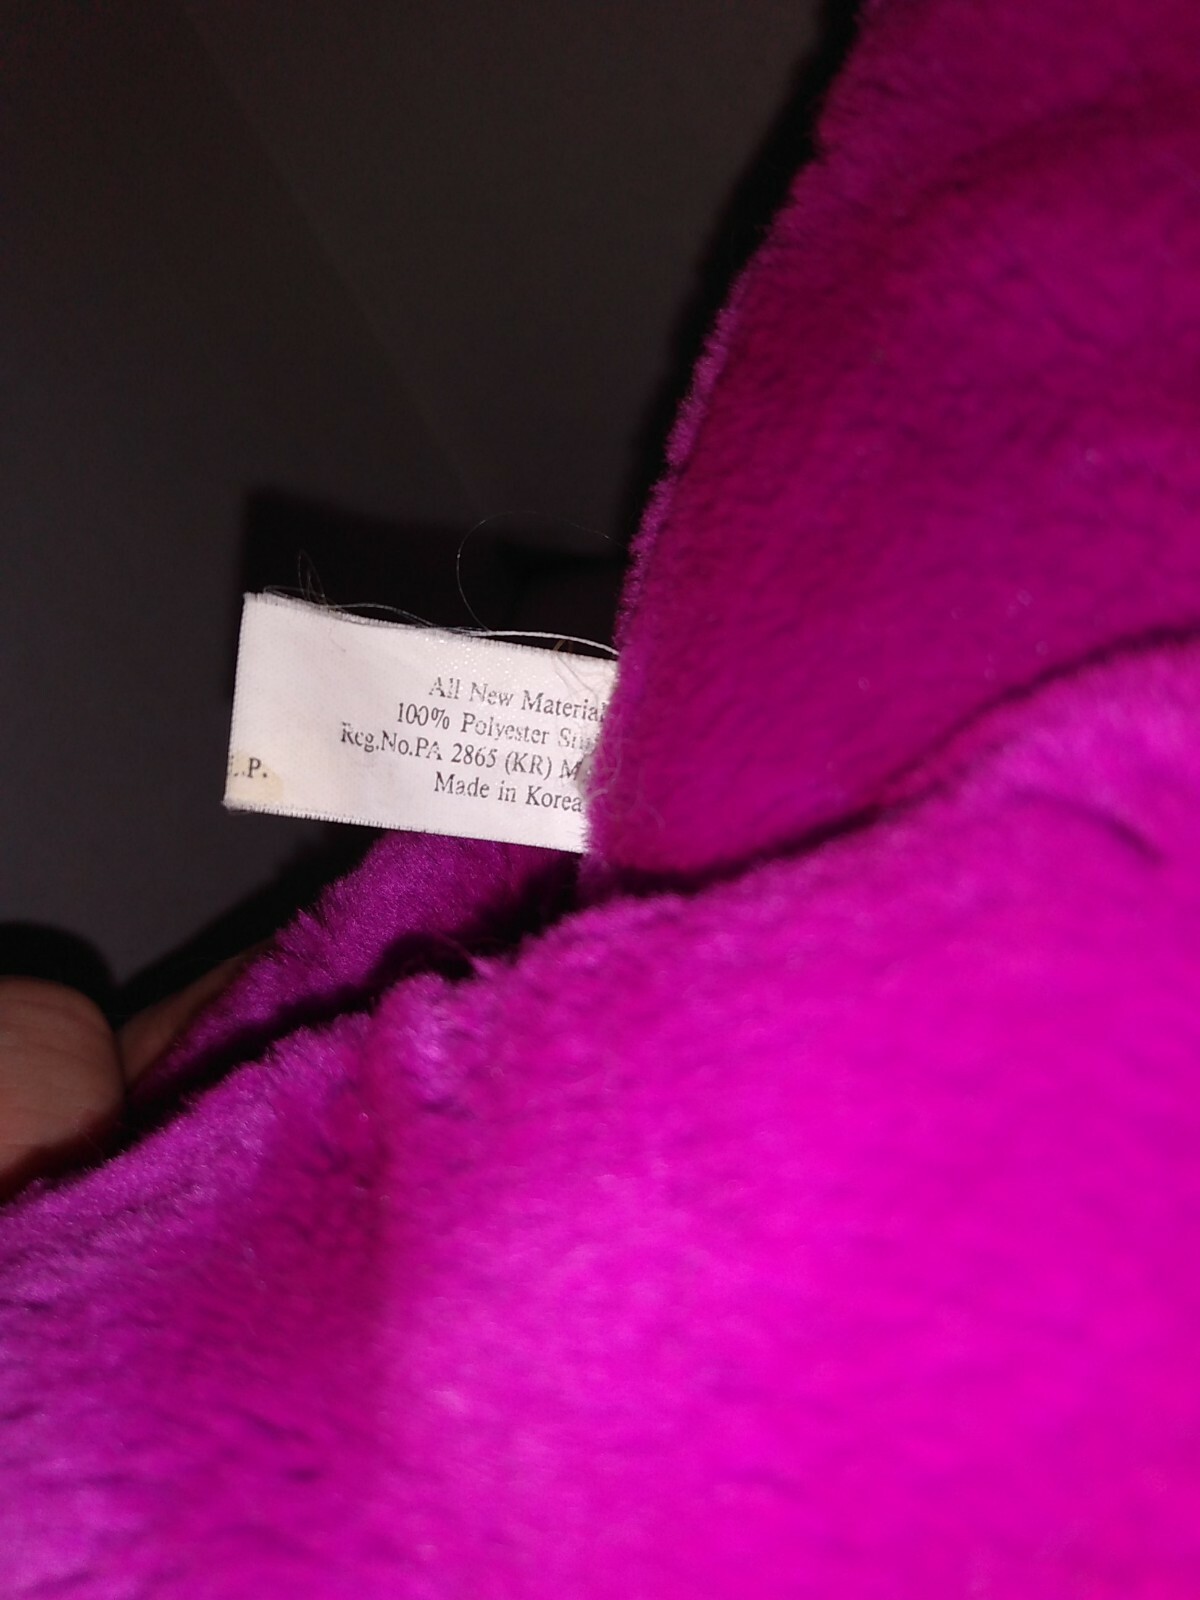 All New Material
100% Polyester
Reg.No.PA 2865 (KR) M
Made in Korea
.P.